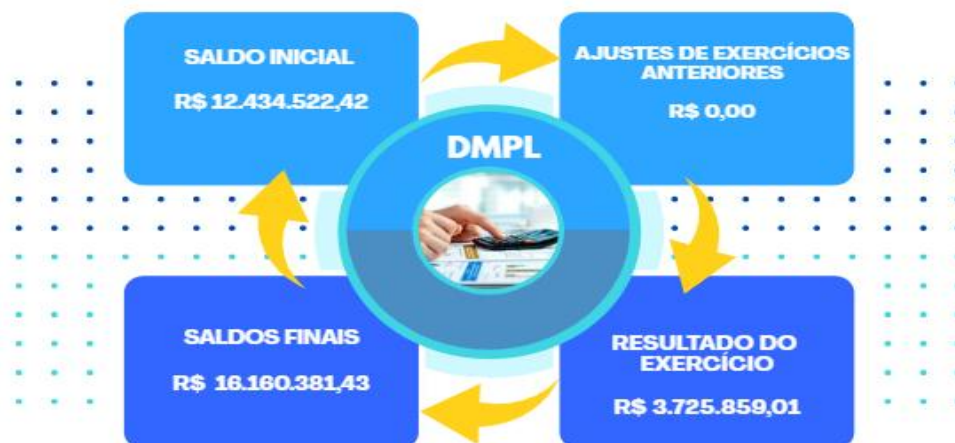 SALDO INICIAL
R$ 12.434.522,42
AJUSTES DE EXERCÍCIOS
ANTERIORES
R$ 0,00
DMPL
SALDOS FINAIS
R$ 16.160.381,43
RESULTADO DO
EXERCÍCIO
R$ 3.725.859,01